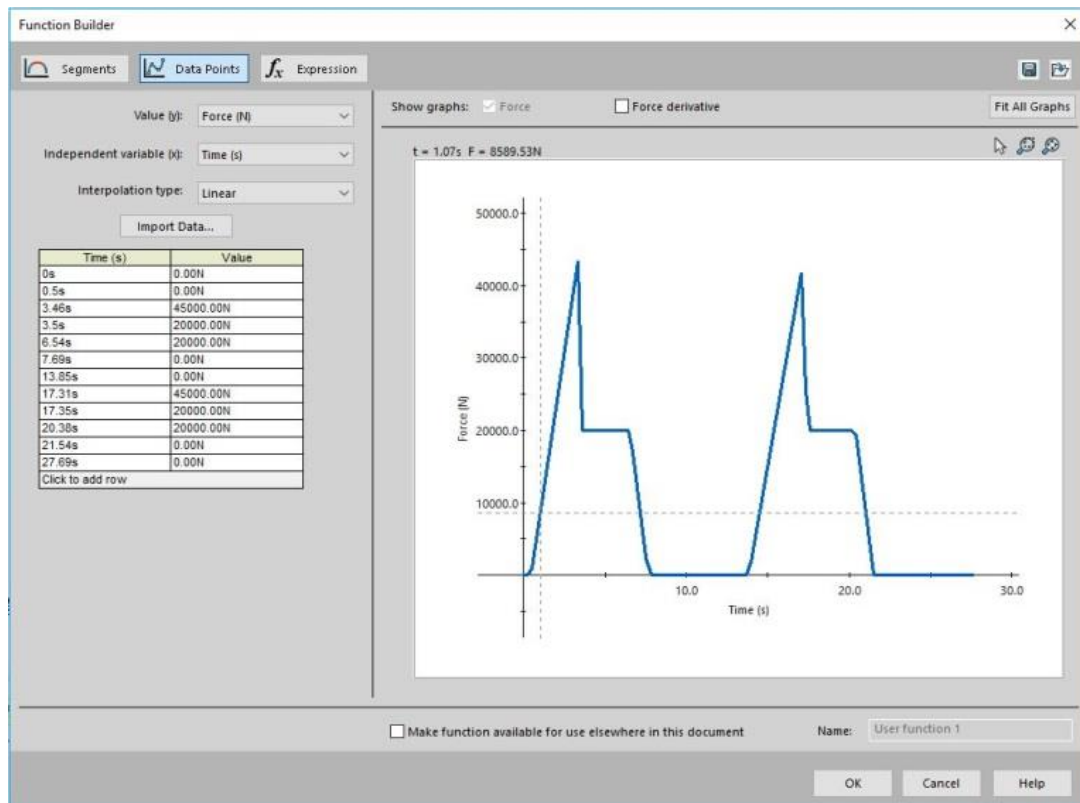 Function Builder
Segments Data Points fx Expression
Value (y): Force (N)
Independent variable (x): Time (s)
Interpolation type: Linear
Import Data...
Time (s) Value
0s 0.00N
0.5s 0.00N
3.46s 45000.00N
3.5s 20000.00N
6.54s 20000.00N
7.69s 0.00N
13.85s 0.00N
17.31s 45000.00N
17.35s 20000.00N
20.38s 20000.00N
21.54s 0.00N
27.69s 0.00N
Click to add row
Show graphs: Force Force derivative Fit All Graphs
t = 1.07s F = 8589.53N
50000.0
40000.0
30000.0
20000.0
10000.0
Force (N)
10.0 20.0 30.0
Time (s)
Make function available for use elsewhere in this document Name: User function 1
OK Cancel Help